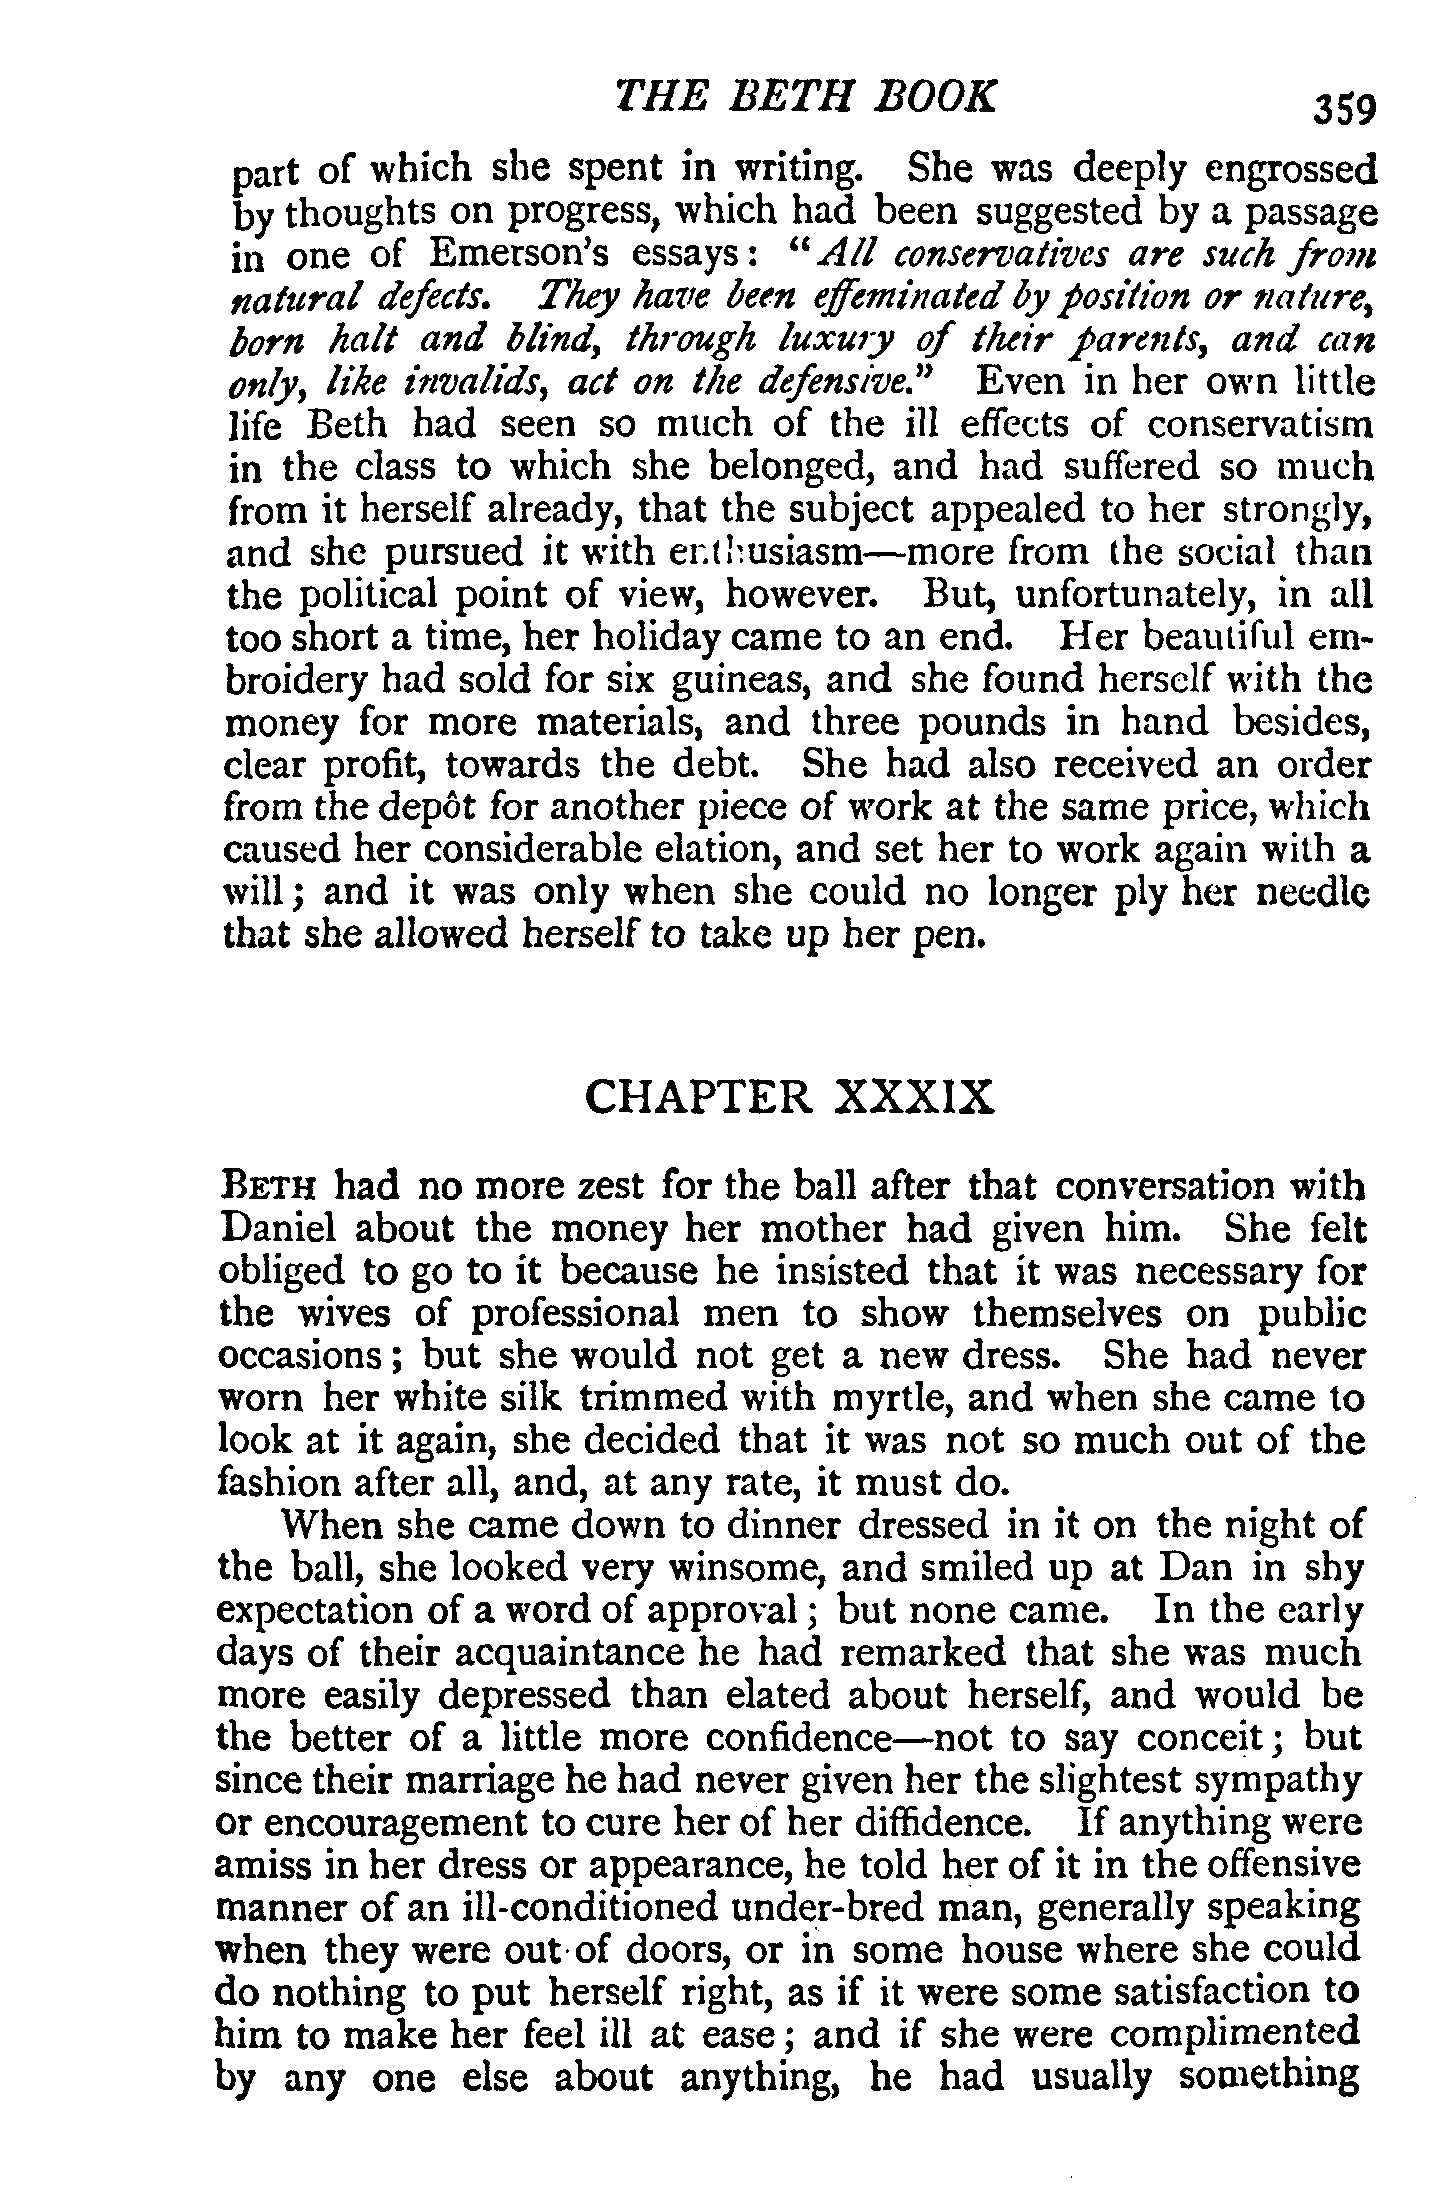 THE BETH BOOK 359
part of which she spent in writing. She was deeply engrossed
by thoughts on progress, which had been suggested by a passage
in one of Emerson's essays: "All conservatives are such from
natural defects. They have been effeminated by position or nature,
born halt and blind, through luxury of their parents, and can
only, like invalids, act on the defensive." Even in her own little
life Beth had seen so much of the ill effects of conservatism
in the class to which she belonged, and had suffered so much
from it herself already, that the subject appealed to her strongly,
and she pursued it with enthusiasm—more from the social than
the political point of view, however. But, unfortunately, in all
too short a time, her holiday came to an end. Her beautiful em-
broidery had sold for six guineas, and she found herself with the
money for more materials, and three pounds in hand besides,
clear profit, towards the debt. She had also received an order
from the depôt for another piece of work at the same price, which
caused her considerable elation, and set her to work again with a
will; and it was only when she could no longer ply her needle
that she allowed herself to take up her pen.
CHAPTER XXXIX
BETH had no more zest for the ball after that conversation with
Daniel about the money her mother had given him. She felt
obliged to go to it because he insisted that it was necessary for
the wives of professional men to show themselves on public
occasions; but she would not get a new dress. She had never
worn her white silk trimmed with myrtle, and when she came to
look at it again, she decided that it was not so much out of the
fashion after all, and, at any rate, it must do.
When she came down to dinner dressed in it on the night of
the ball, she looked very winsome, and smiled up at Dan in shy
expectation of a word of approval; but none came. In the early
days of their acquaintance he had remarked that she was much
more easily depressed than elated about herself, and would be
the better of a little more confidence—not to say conceit; but
since their marriage he had never given her the slightest sympathy
or encouragement to cure her of her diffidence. If anything were
amiss in her dress or appearance, he told her of it in the offensive
manner of an ill-conditioned under-bred man, generally speaking
when they were out of doors, or in some house where she could
do nothing to put herself right, as if it were some satisfaction to
him to make her feel ill at ease; and if she were complimented
by any one else about anything, he had usually something